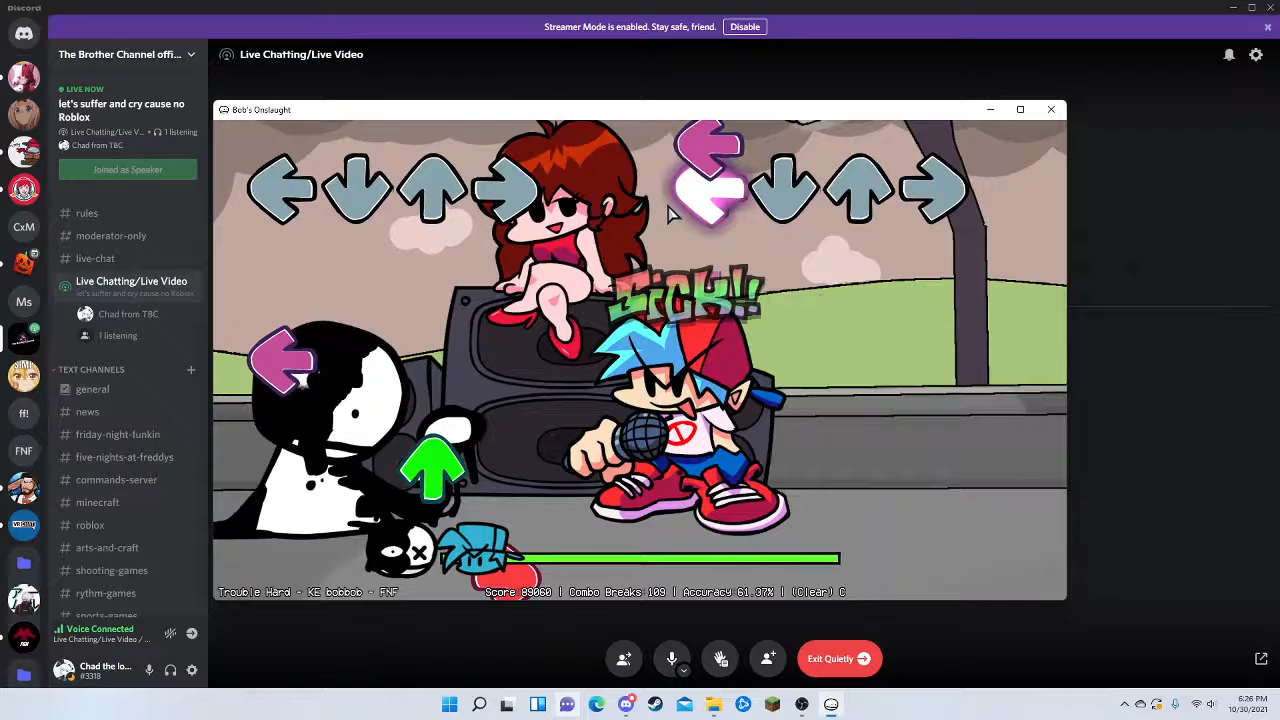 Discord
Streamer Mode is enabled. Stay safe, friend.
Disable
The Brother Channel offi...
Live Chatting/Live Video
LIVE NOW
let's suffer and cry cause no
Roblox
Live Chatting/Live V... • 1 listening
Chad from TBC
Joined as Speaker
rules
moderator-only
live-chat
Live Chatting/Live Video
let's suffer and cry cause no Roblox
Chad from TBC
1 listening
TEXT CHANNELS
general
news
friday-night-funkin
five-nights-at-freddys
commands-server
minecraft
roblox
arts-and-craft
shooting-games
rythm-games
sports-games
Voice Connected
Live Chatting/Live Video / ...
Chad the lo...
#3318
CxM
Ms
ff!
FNF
Bob's Onslaught
SICK!!
Trouble Hard - KE bobbob - FNF
Score 89060 | Combo Breaks 109 | Accuracy 61.37% | (Clear) C
Exit Quietly
6:26 PM
10/30/2021